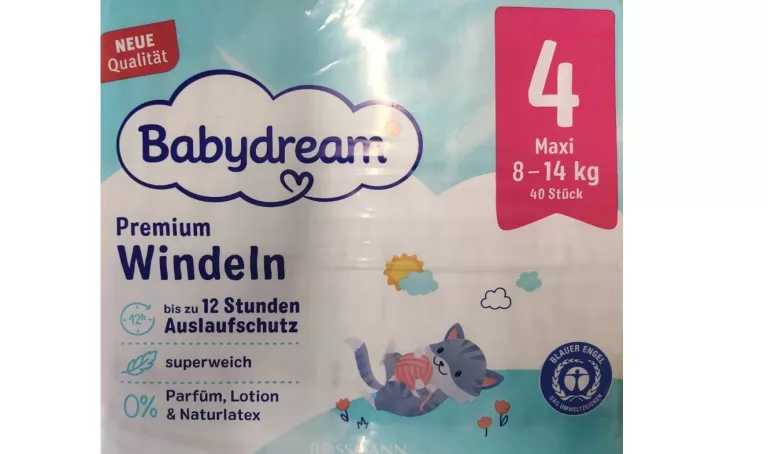 NEUE
Qualität
Babydream
Premium
Windeln
12h
bis zu 12 Stunden
Auslaufschutz
superweich
0%
Parfüm, Lotion
& Naturlatex
4
Maxi
8–14 kg
40 Stück
BLAUER ENGEL
DAS UMWELTZEICHEN
ROSSMANN